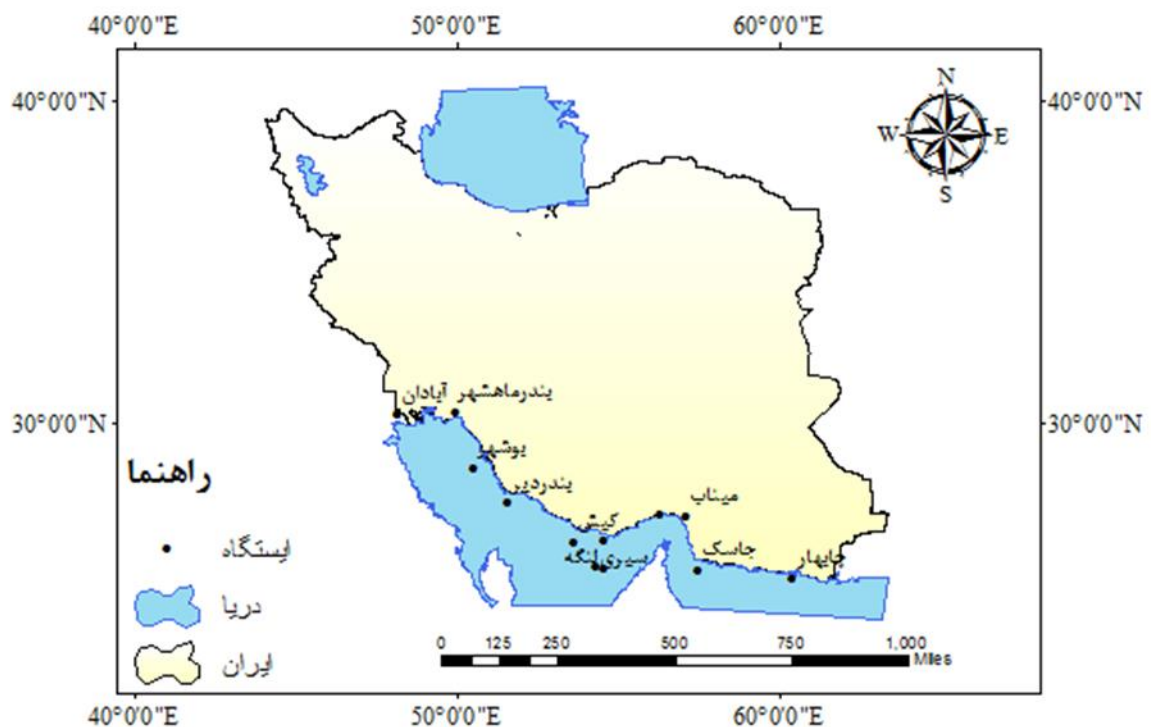 40°0'0"E 50°0'0"E 60°0'0"E
40°0'0"N 40°0'0"N
N
W E
S
آبادان بندرماهشهر
30°0'0"N 30°0'0"N
بوشهر
بندردیر
میناب
کیش
سیری لنگه
جاسک
چابهار
راهنما
ایستگاه
دریا
ایران
0 125 250 500 750 1,000
Miles
40°0'0"E 50°0'0"E 60°0'0"E